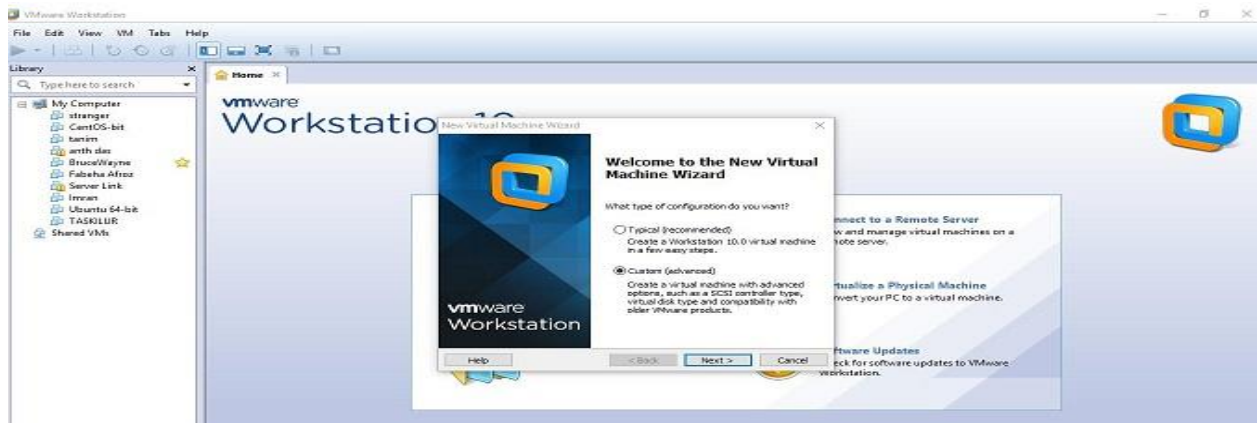 VMware Workstation
File Edit View VM Tabs Help
Library
Type here to search
My Computer
stranger
CentOS-bit
tanim
anth das
BruceWayne
Fabeha Afroz
Server Link
Imran
Ubuntu 64-bit
TASKILUR
Shared VMs
Home
vmware
Workstatio
New Virtual Machine Wizard
Welcome to the New Virtual
Machine Wizard
What type of configuration do you want?
Typical (recommended)
Create a Workstation 10.0 virtual machine
in a few easy steps.
Custom (advanced)
Create a virtual machine with advanced
options, such as a SCSI controller type,
virtual disk type and compatibility with
older VMware products.
vmware
Workstation
Help
< Back
Next >
Cancel
nnect to a Remote Server
w and manage virtual machines on a
ote server.
rtualize a Physical Machine
nvert your PC to a virtual machine.
ftware Updates
eck for software updates to VMware
Workstation.